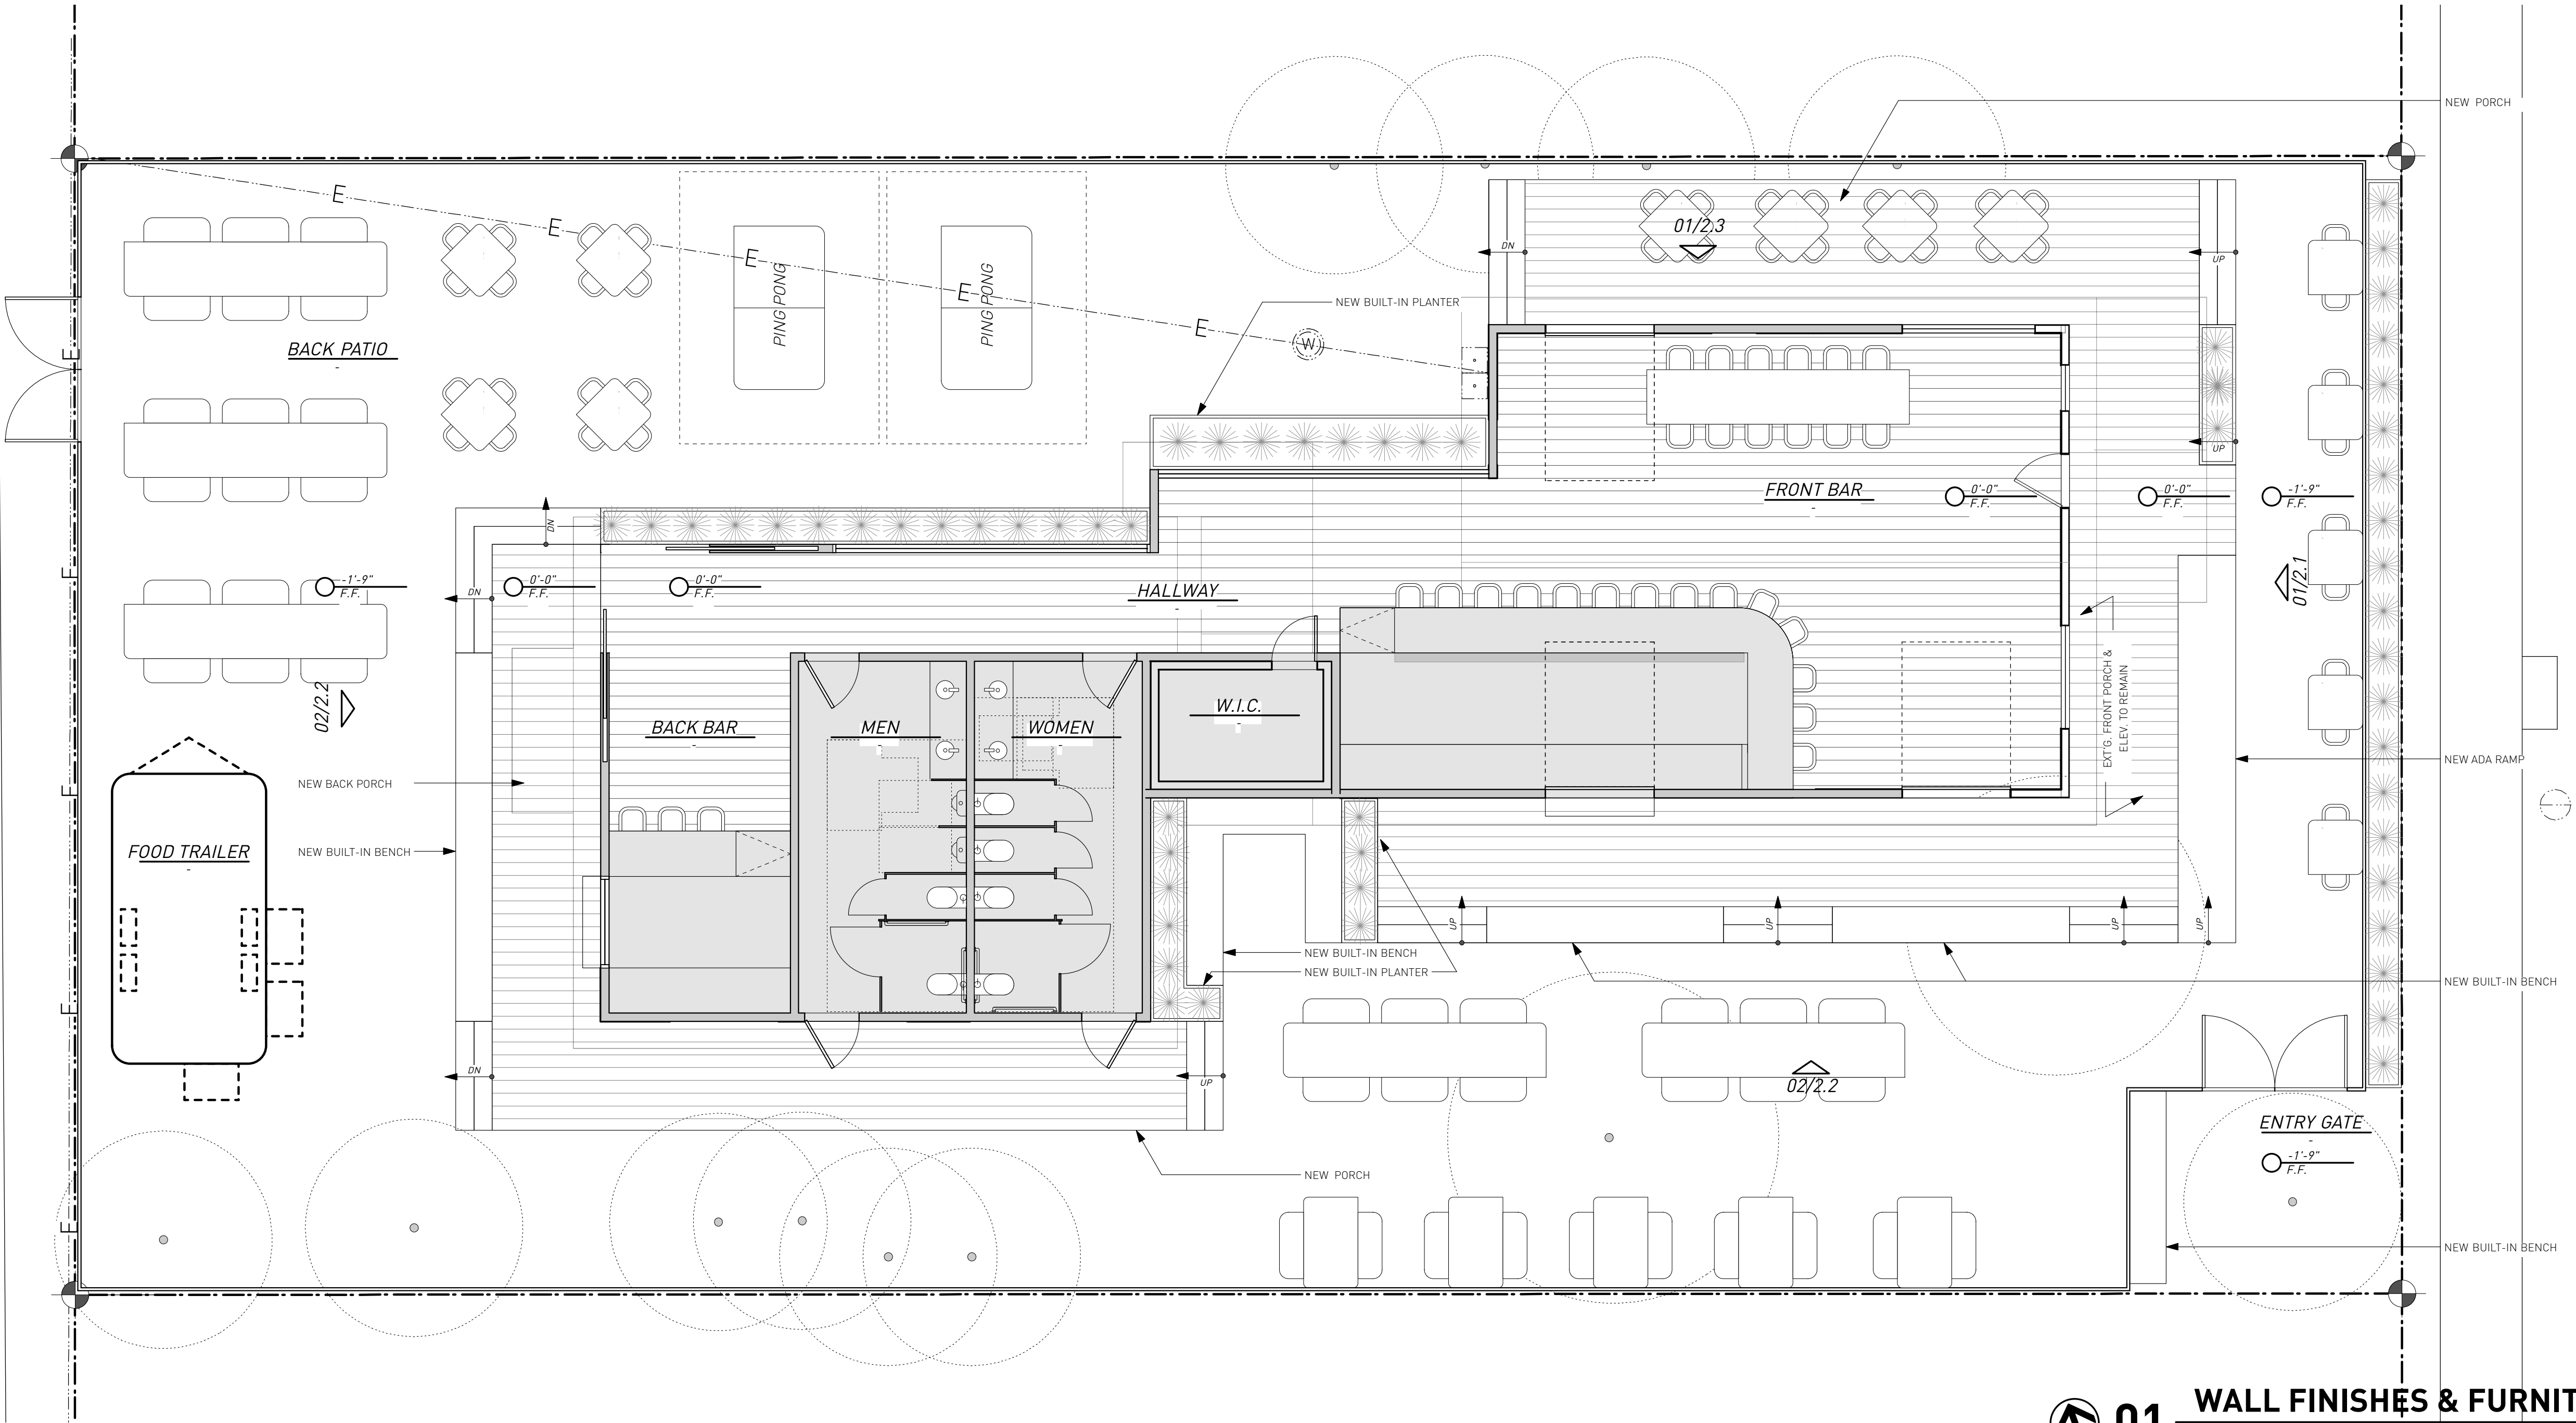 NEW PORCH
E
E
01/2.3
DN
UP
E
PING PONG
PING PONG
E
NEW BUILT-IN PLANTER
E
W
BACK PATIO
-
E
UP
FRONT BAR
-
0'-0"
F.F.
0'-0"
F.F.
-1'-9"
F.F.
DN
E
-1'-9"
F.F.
DN
0'-0"
F.F.
0'-0"
F.F.
HALLWAY
-
01/2.1
EXT'G. FRONT PORCH &
ELEV. TO REMAIN
02/2.2
BACK BAR
-
MEN
-
WOMEN
-
W.I.C.
-
NEW ADA RAMP
NEW BACK PORCH
E
FOOD TRAILER
-
NEW BUILT-IN BENCH
UP
UP
UP
UP
NEW BUILT-IN BENCH
NEW BUILT-IN PLANTER
NEW BUILT-IN BENCH
E
DN
UP
02/2.2
ENTRY GATE
-
-1'-9"
F.F.
NEW PORCH
E
NEW BUILT-IN BENCH
01
WALL FINISHES & FURNIT